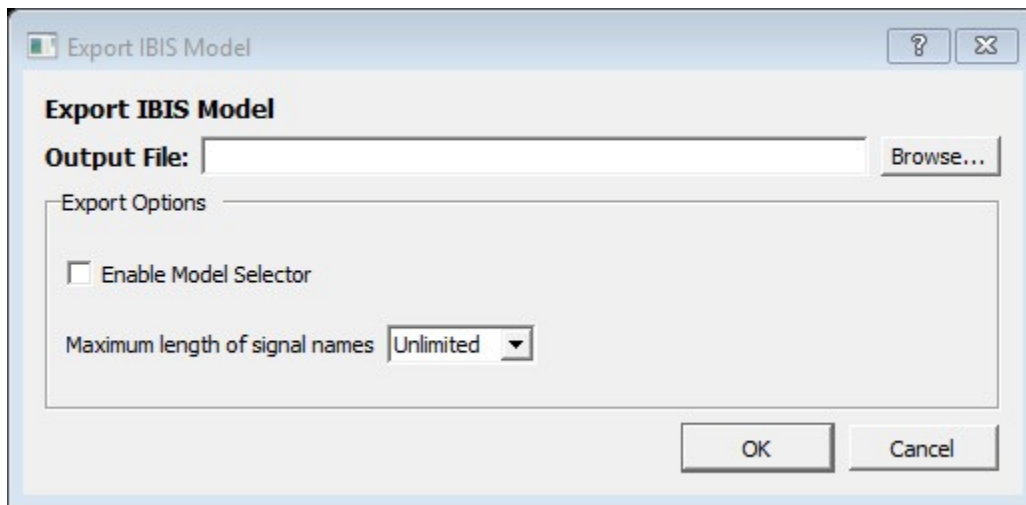 Export IBIS Model
Export IBIS Model
Output File: Browse...
Export Options
Enable Model Selector
Maximum length of signal names Unlimited
OK Cancel